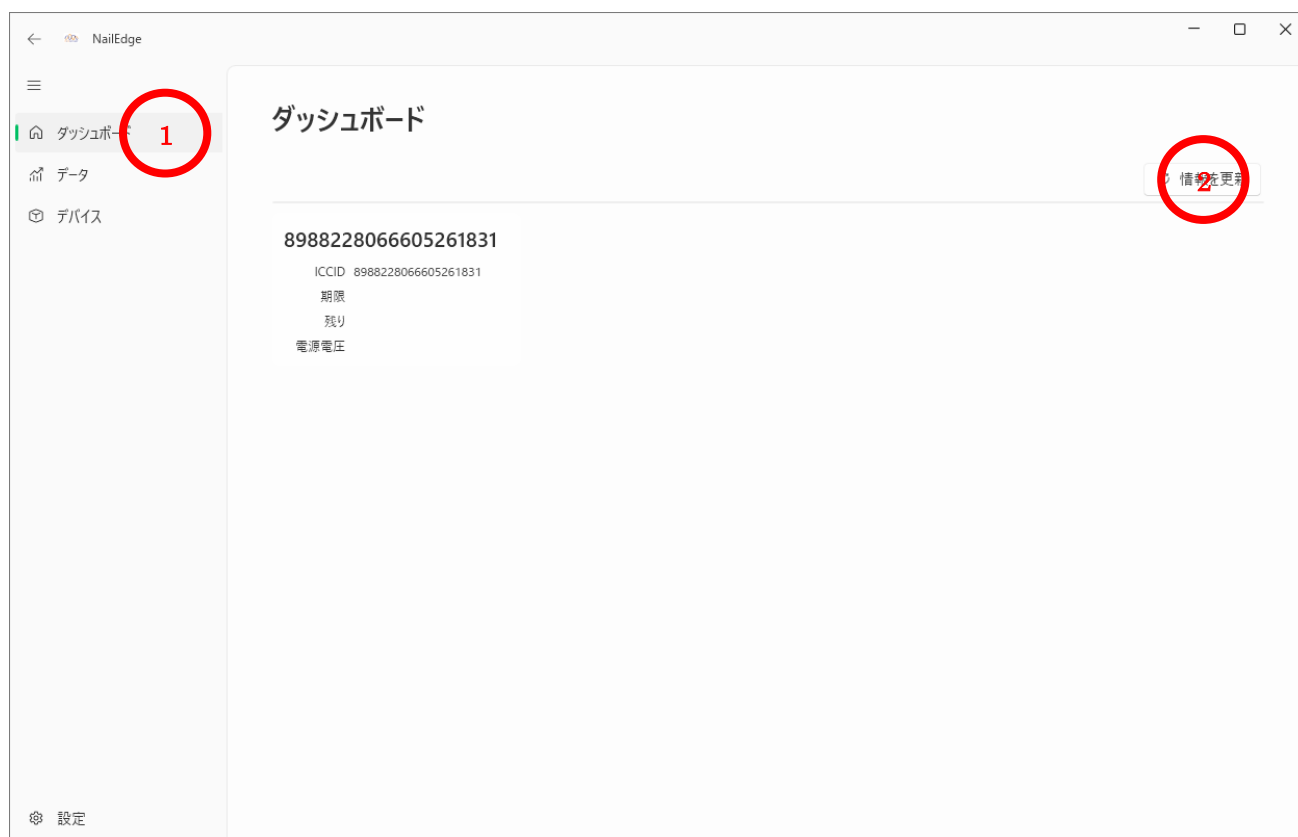 NailEdge
ダッシュボード
1
データ
デバイス
設定
ダッシュボード
情報を更新
2
8988228066605261831
ICCID 8988228066605261831
期限
残り
電源電圧